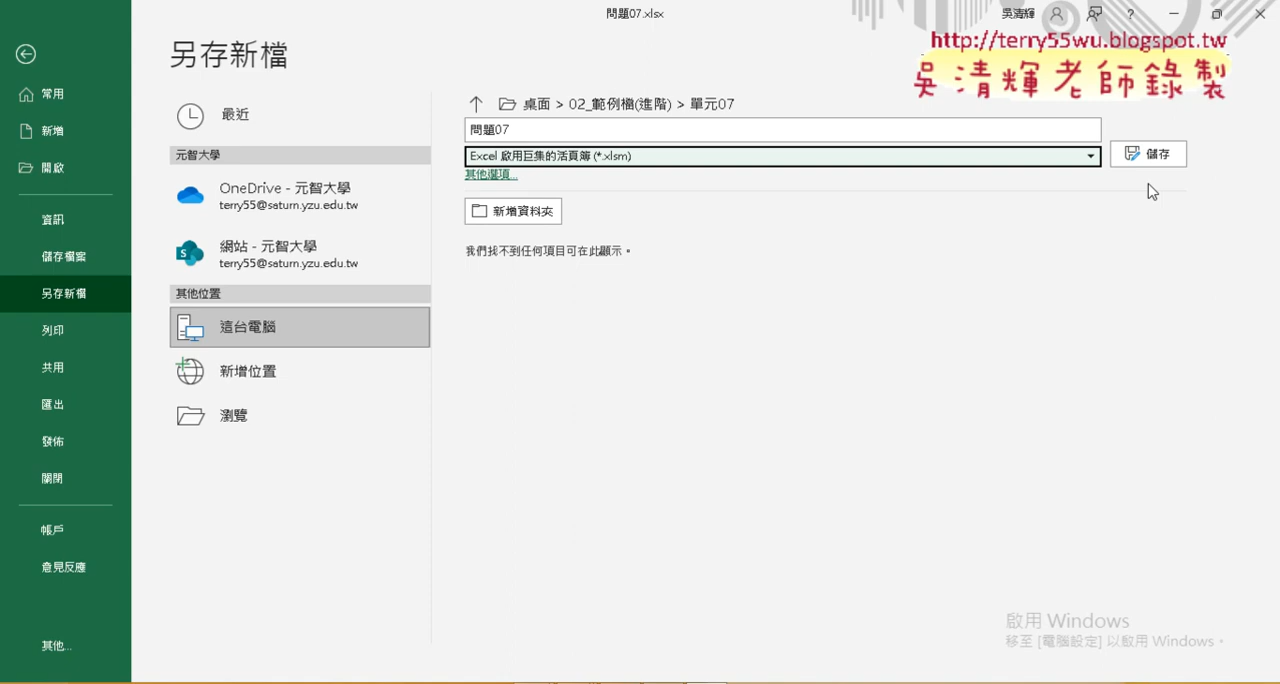 問題07.xlsx
吳清輝
?
http://terry55wu.blogspot.tw
吳清輝老師錄製
另存新檔
常用
新增
開啟
資訊
儲存檔案
另存新檔
列印
共用
匯出
發佈
關閉
帳戶
意見反應
其他...
最近
元智大學
OneDrive - 元智大學
terry55@saturn.yzu.edu.tw
網站 - 元智大學
terry55@saturn.yzu.edu.tw
其他位置
這台電腦
新增位置
瀏覽
桌面 > 02_範例檔(進階) > 單元07
問題07
Excel 啟用巨集的活頁簿 (*.xlsm)
儲存
其他選項...
新增資料夾
我們找不到任何項目可在此顯示。
啟用 Windows
移至 [電腦設定] 以啟用 Windows。